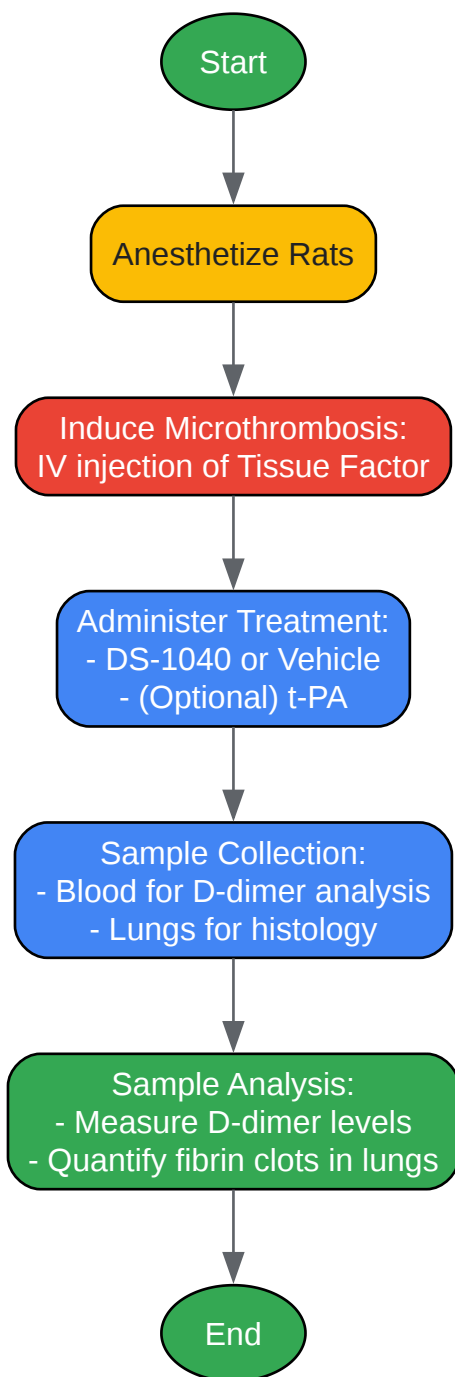 Start
Anesthetize Rats
Induce Microthrombosis:
IV injection of Tissue Factor
Administer Treatment:
- DS-1040 or Vehicle
- (Optional) t-PA
Sample Collection:
- Blood for D-dimer analysis
- Lungs for histology
Sample Analysis:
- Measure D-dimer levels
- Quantify fibrin clots in lungs
End